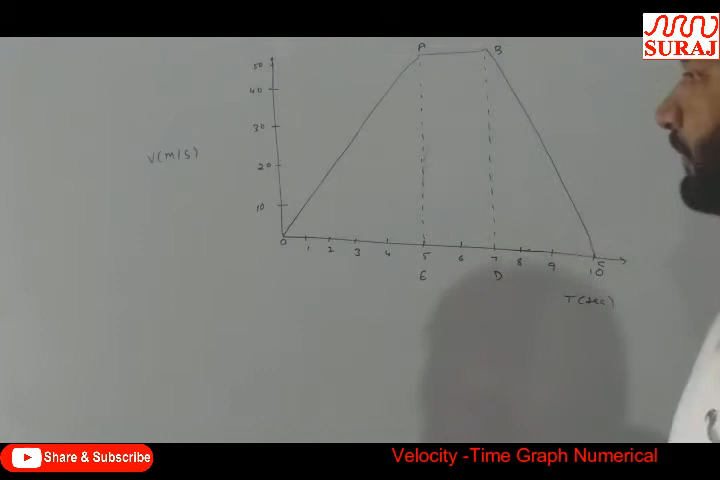 SURAJ
A B
50
40
30
V(m/s)
20
10
0 1 2 3 4 5 6 7 8 9 10
E D
T(sec)
Share & Subscribe
Velocity -Time Graph Numerical